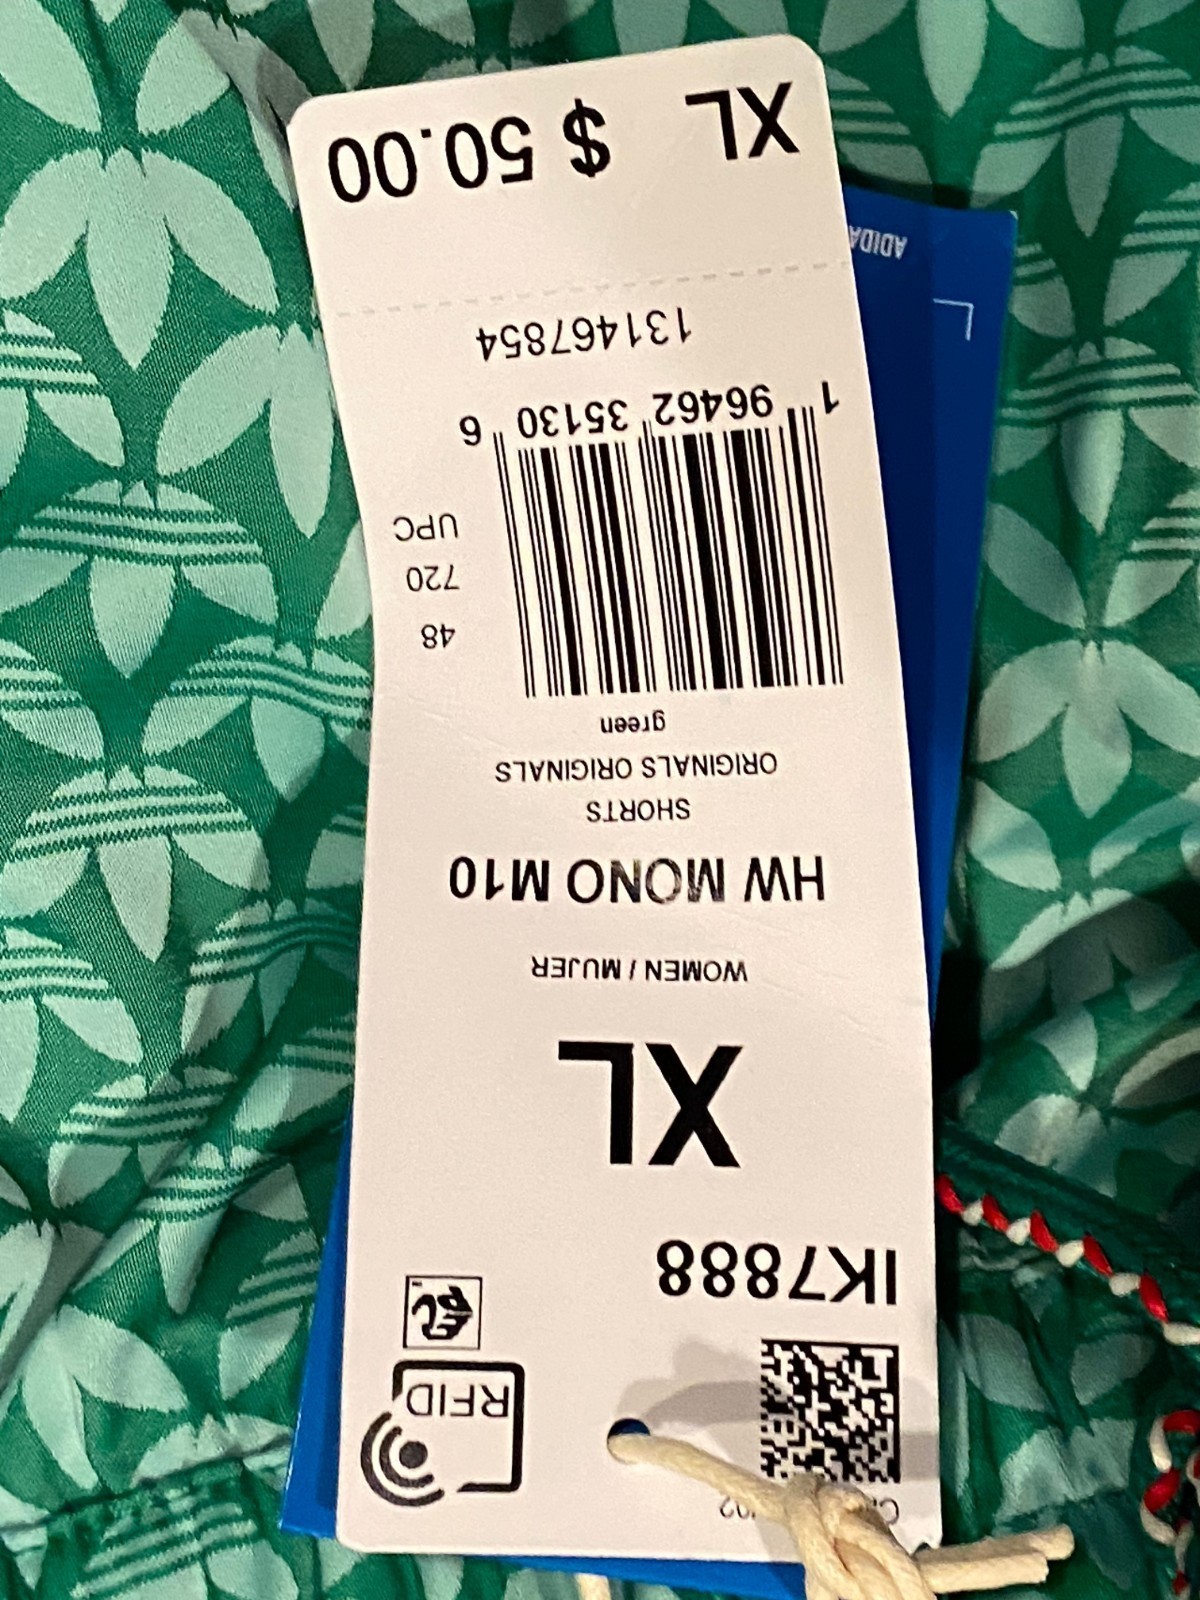 IK7888
RFID
XL
WOMEN / MUJER
HW MONO M10
SHORTS
ORIGINALS ORIGINALS
green
48
720
UPC
1 96462 35130 6
131467854
XL $ 50.00